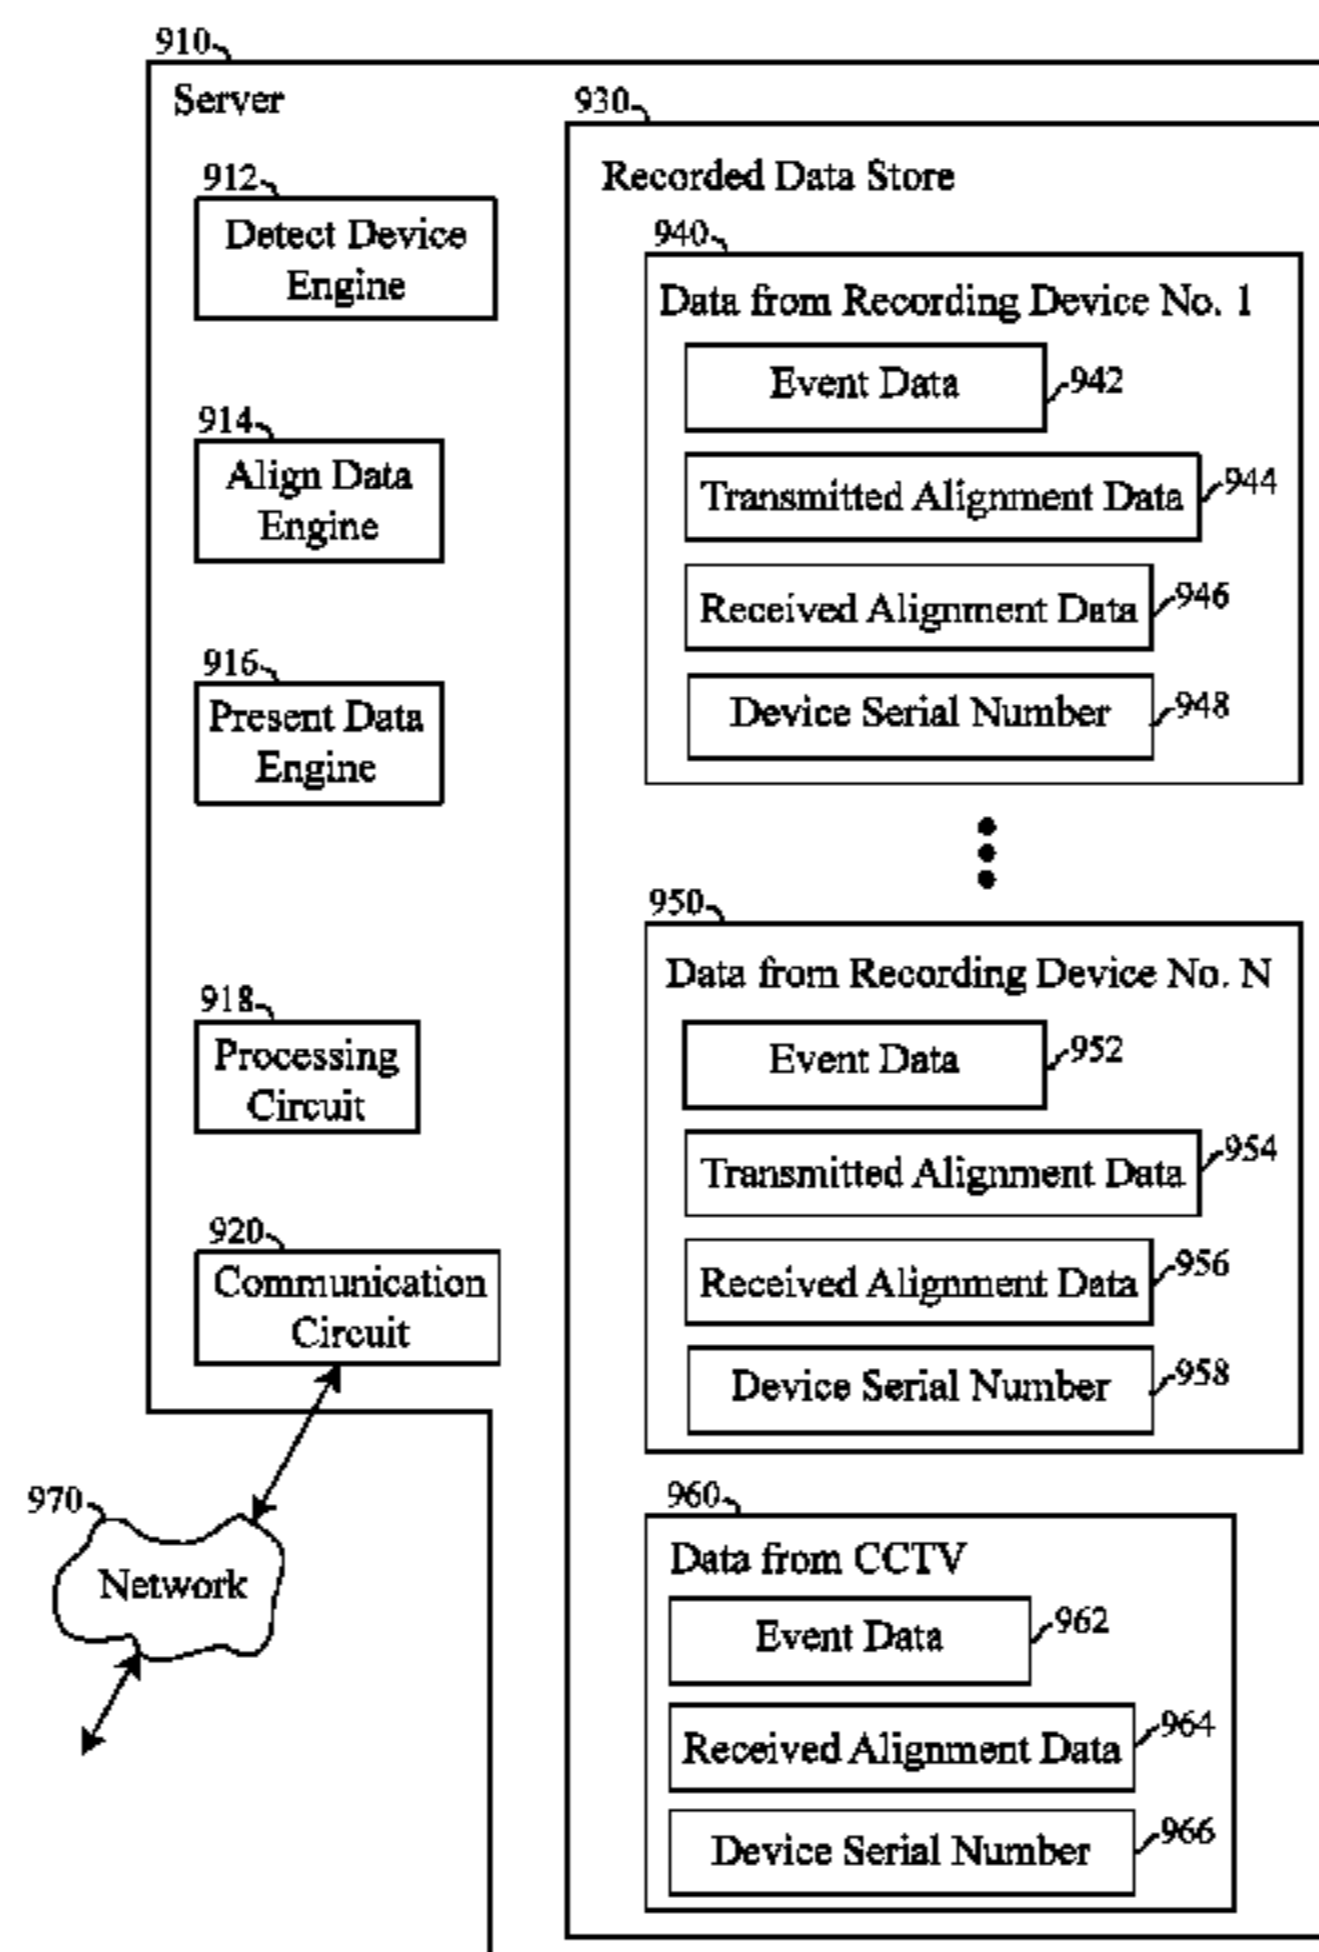 910
Server
912
Detect Device
Engine
914
Align Data
Engine
916
Present Data
Engine
918
Processing
Circuit
920
Communication
Circuit
970
Network
930
Recorded Data Store
940
Data from Recording Device No. 1
Event Data
942
Transmitted Alignment Data
944
Received Alignment Data
946
Device Serial Number
948
950
Data from Recording Device No. N
Event Data
952
Transmitted Alignment Data
954
Received Alignment Data
956
Device Serial Number
958
960
Data from CCTV
Event Data
962
Received Alignment Data
964
Device Serial Number
966